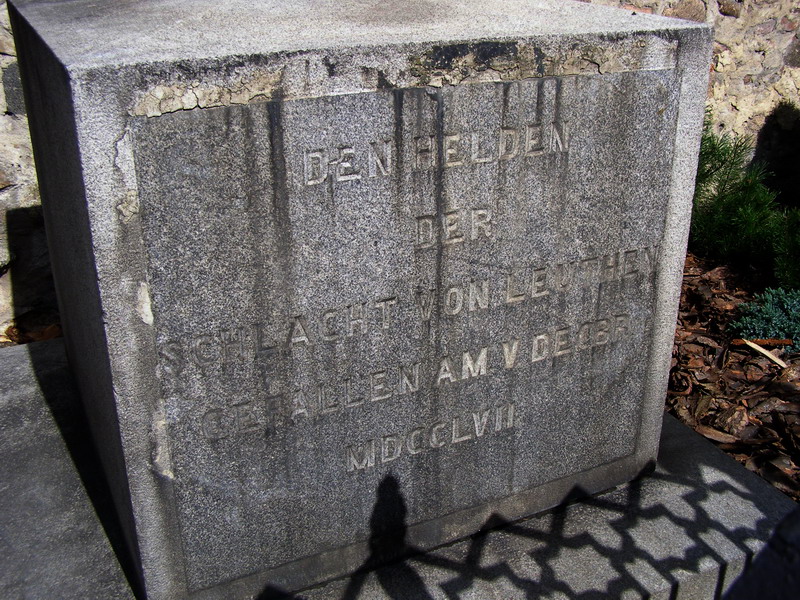 DEN HELDEN
DER
SCHLACHT VON LEUTHEN
GEFALLEN AM V DECBR
MDCCLVII